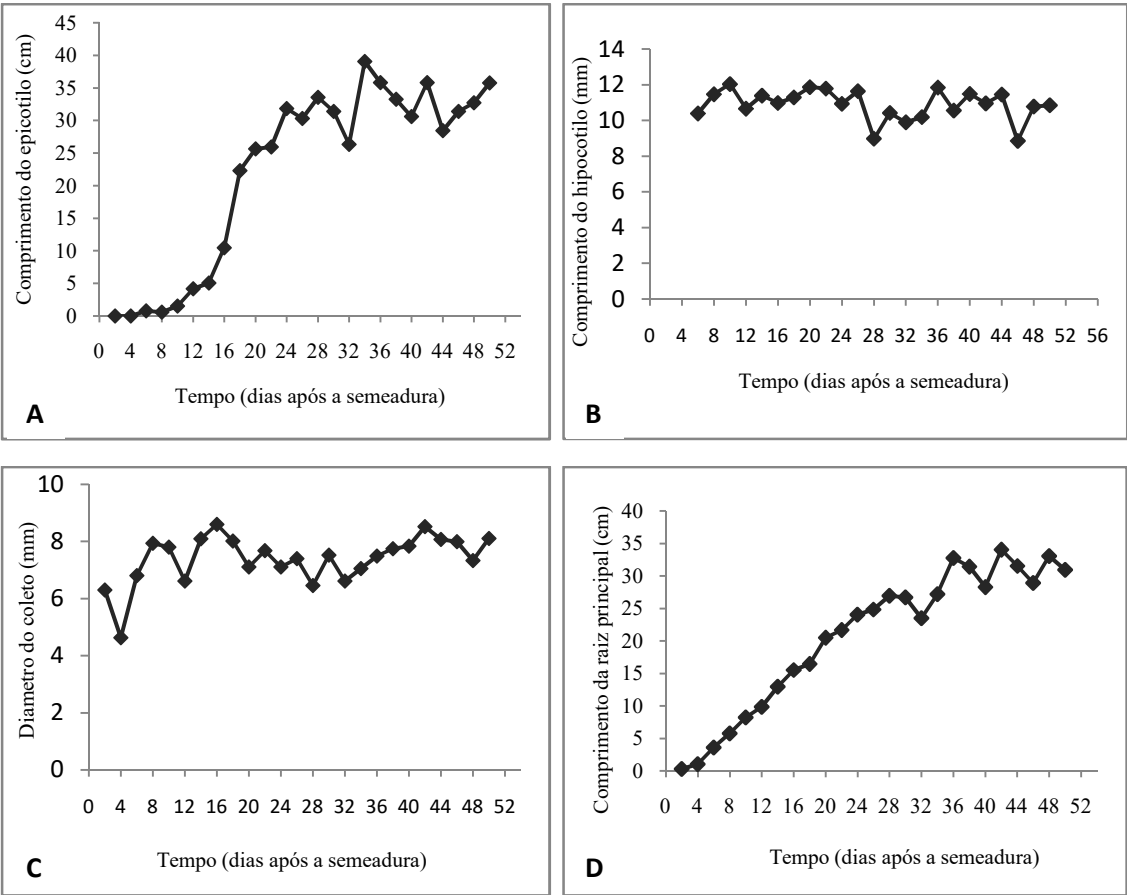 Comprimento do epicotilo (cm)
45
40
35
30
25
20
15
10
5
0
0 4 8 12 16 20 24 28 32 36 40 44 48 52
Tempo (dias após a semeadura)
A
Comprimento do hipocotilo (mm)
14
12
10
8
6
4
2
0
0 4 8 12 16 20 24 28 32 36 40 44 48 52 56
Tempo (dias após a semeadura)
B
Diametro do coleto (mm)
10
8
6
4
2
0
0 4 8 12 16 20 24 28 32 36 40 44 48 52
Tempo (dias após a semeadura)
C
Comprimento da raiz principal (cm)
40
35
30
25
20
15
10
5
0
0 4 8 12 16 20 24 28 32 36 40 44 48 52
Tempo (dias após a semeadura)
D